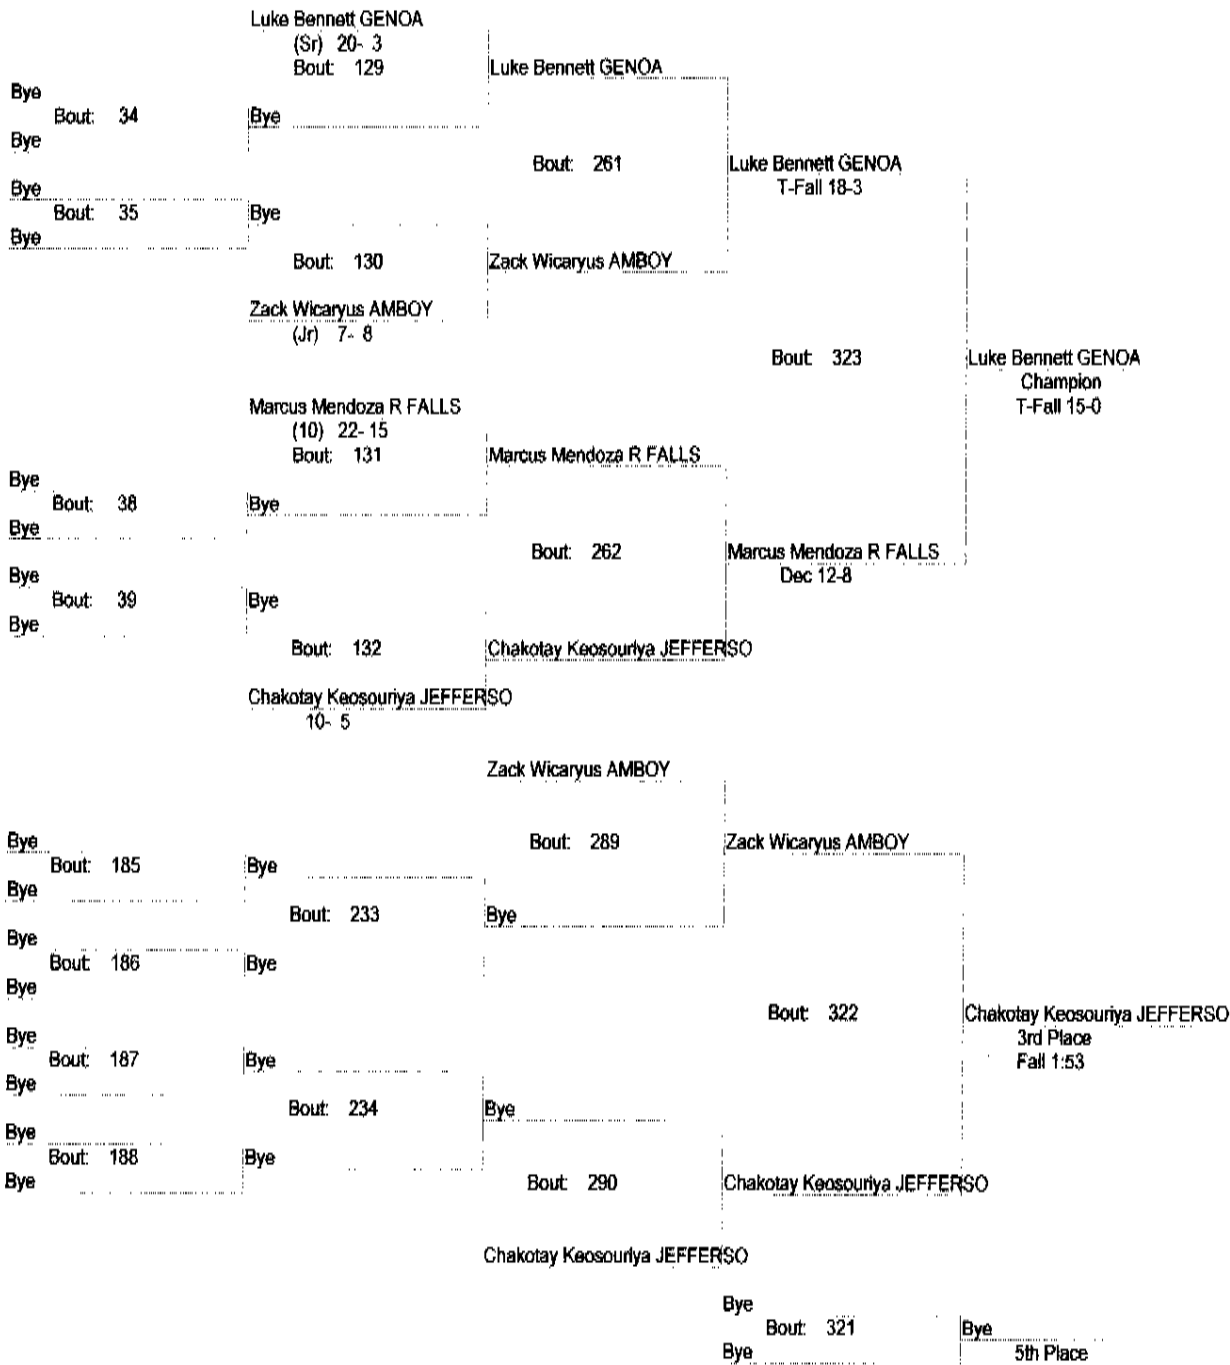 Luke Bennett GENOA
(Sr) 20- 3
Bout: 129
Luke Bennett GENOA
Bye
Bout: 34
Bye
Bye
Bout: 261
Luke Bennett GENOA
T-Fall 18-3
Bye
Bout: 35
Bye
Bye
Bout: 130
Zack Wicaryus AMBOY
Zack Wicaryus AMBOY
(Jr) 7- 8
Bout: 323
Luke Bennett GENOA
Champion
T-Fall 15-0
Marcus Mendoza R FALLS
(10) 22- 15
Bout: 131
Marcus Mendoza R FALLS
Bye
Bout: 38
Bye
Bye
Bout: 262
Marcus Mendoza R FALLS
Dec 12-8
Bye
Bout: 39
Bye
Bye
Bout: 132
Chakotay Keosouriya JEFFERSO
Chakotay Keosouriya JEFFERSO
10- 5
Zack Wicaryus AMBOY
Bye
Bout: 185
Bye
Bye
Bout: 289
Zack Wicaryus AMBOY
Bout: 233
Bye
Bye
Bout: 186
Bye
Bye
Bout: 322
Chakotay Keosouriya JEFFERSO
3rd Place
Fall 1:53
Bye
Bout: 187
Bye
Bye
Bout: 234
Bye
Bye
Bout: 188
Bye
Bye
Bout: 290
Chakotay Keosouriya JEFFERSO
Chakotay Keosouriya JEFFERSO
Bye
Bout: 321
Bye
Bye
5th Place